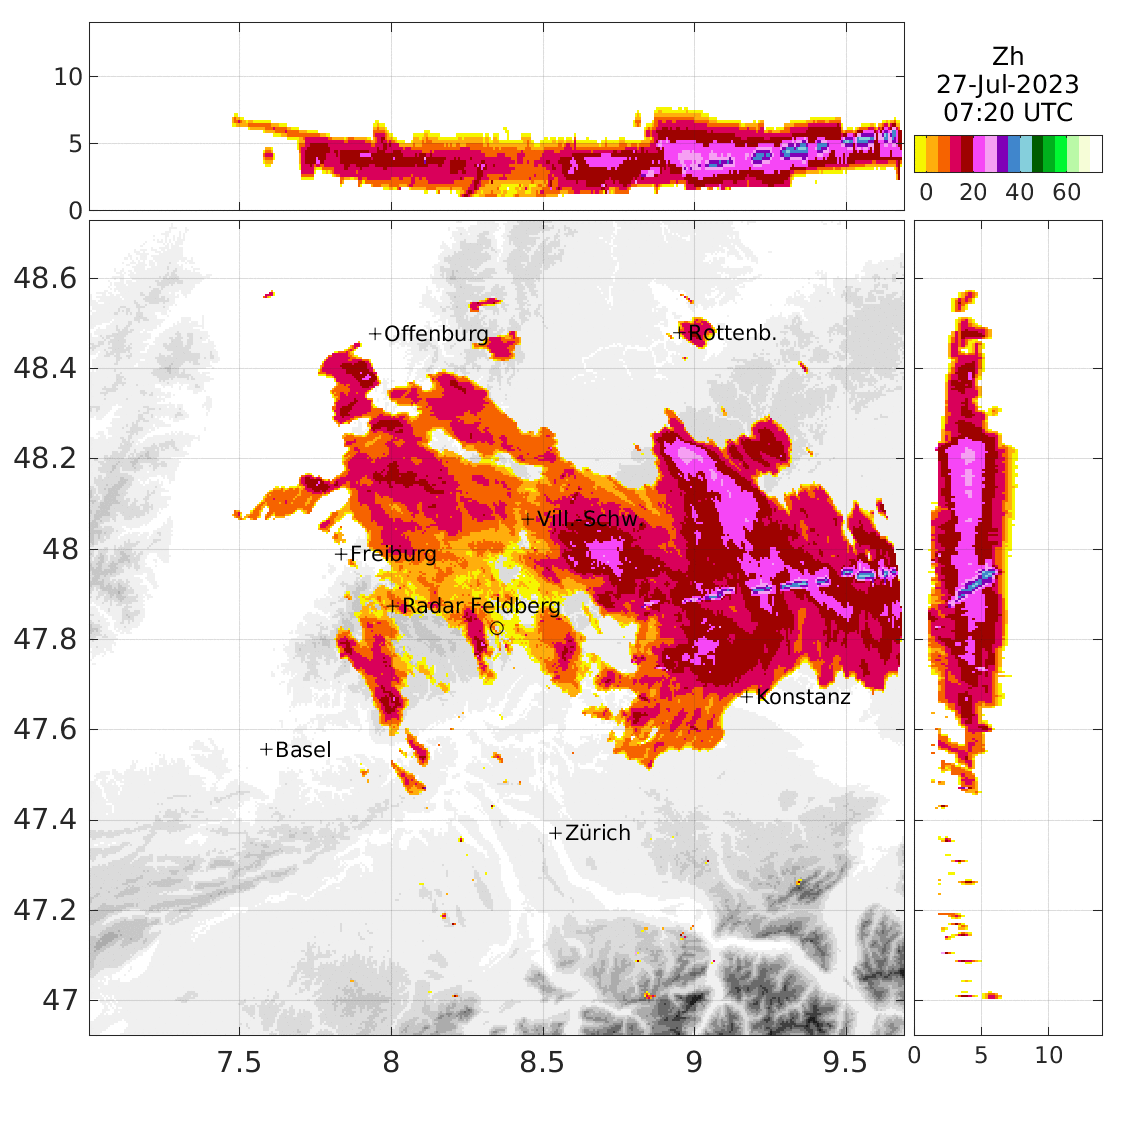 10
5
0
Zh
27-Jul-2023
07:20 UTC
0 20 40 60
48.6
48.4
48.2
48
47.8
47.6
47.4
47.2
47
+Offenburg
+Rottenb.
+Vill.-Schw.
+Freiburg
+Radar Feldberg
+Konstanz
+Basel
+Zürich
7.5 8 8.5 9 9.5
0 5 10